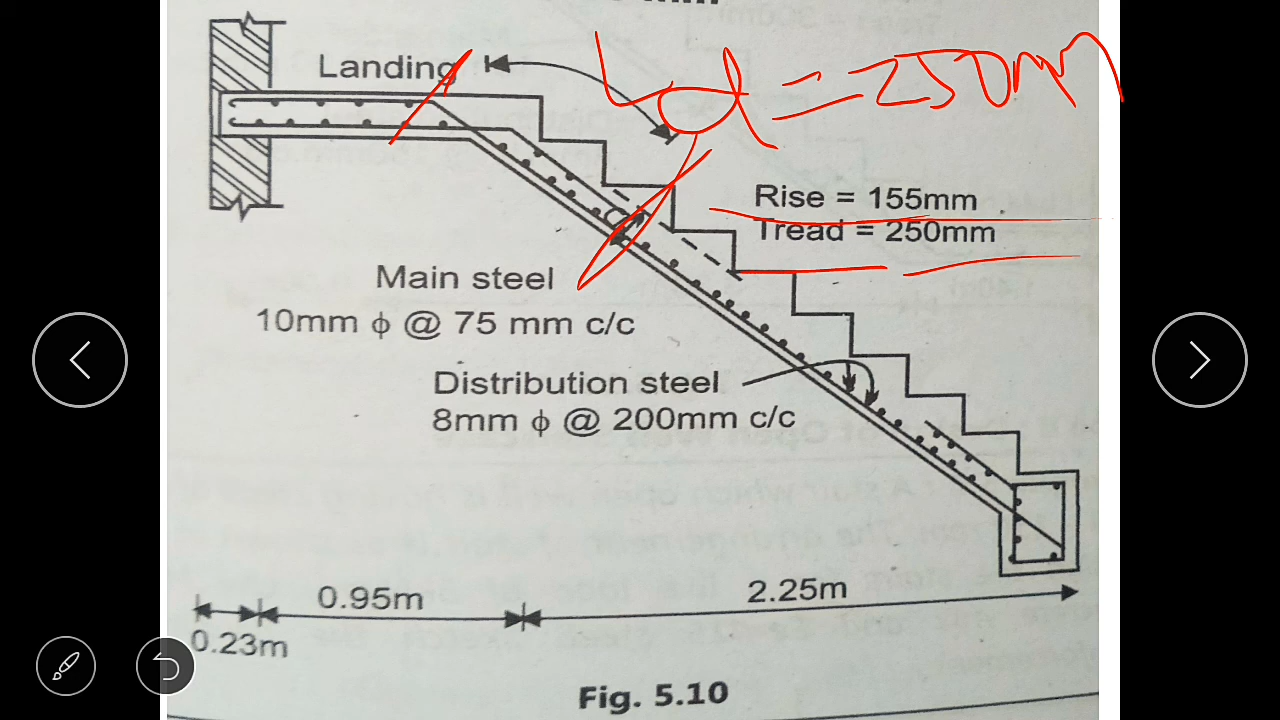 Landing
Ld = 250mm
Rise = 155mm
Tread = 250mm
Main steel
10mm ϕ @ 75 mm c/c
Distribution steel
8mm ϕ @ 200mm c/c
0.95m
2.25m
0.23m
Fig. 5.10